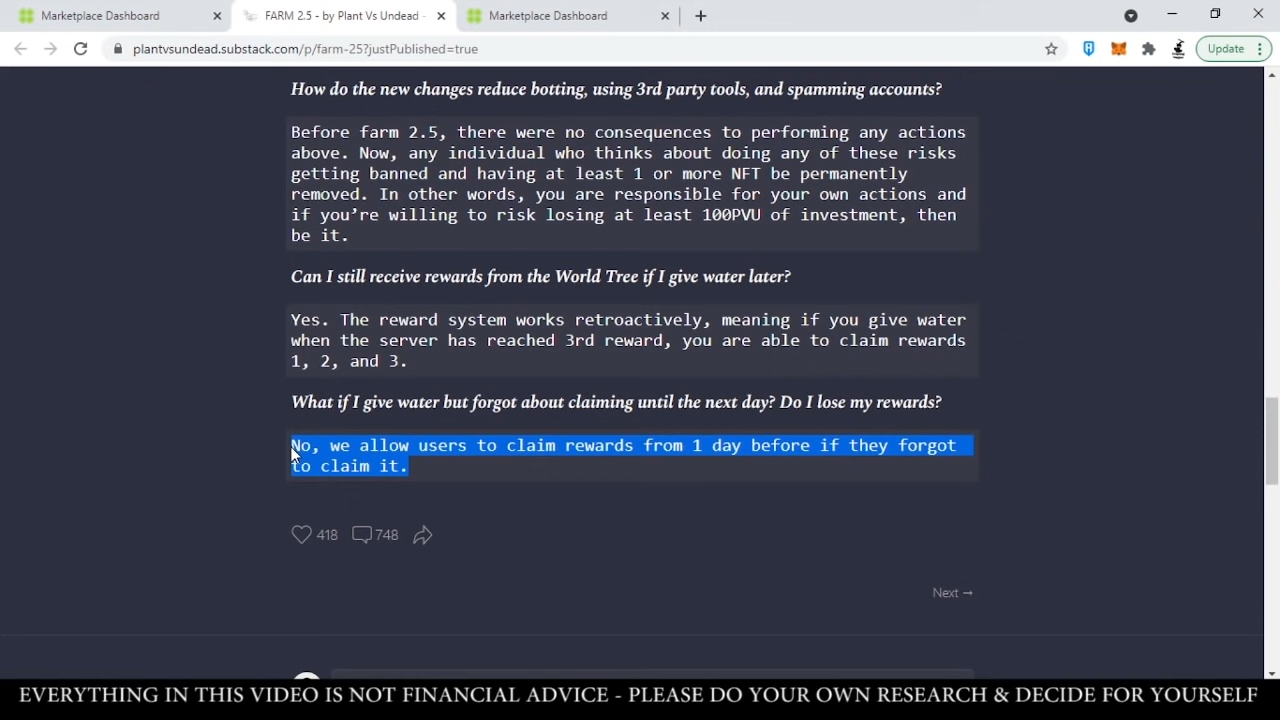 Marketplace Dashboard
FARM 2.5 - by Plant Vs Undead -
Marketplace Dashboard
plantvsundead.substack.com/p/farm-25?justPublished=true
Update
How do the new changes reduce botting, using 3rd party tools, and spamming accounts?
Before farm 2.5, there were no consequences to performing any actions
above. Now, any individual who thinks about doing any of these risks
getting banned and having at least 1 or more NFT be permanently
removed. In other words, you are responsible for your own actions and
if you’re willing to risk losing at least 100PVU of investment, then
be it.
Can I still receive rewards from the World Tree if I give water later?
Yes. The reward system works retroactively, meaning if you give water
when the server has reached 3rd reward, you are able to claim rewards
1, 2, and 3.
What if I give water but forgot about claiming until the next day? Do I lose my rewards?
No, we allow users to claim rewards from 1 day before if they forgot
to claim it.
418
748
Next →
EVERYTHING IN THIS VIDEO IS NOT FINANCIAL ADVICE - PLEASE DO YOUR OWN RESEARCH & DECIDE FOR YOURSELF